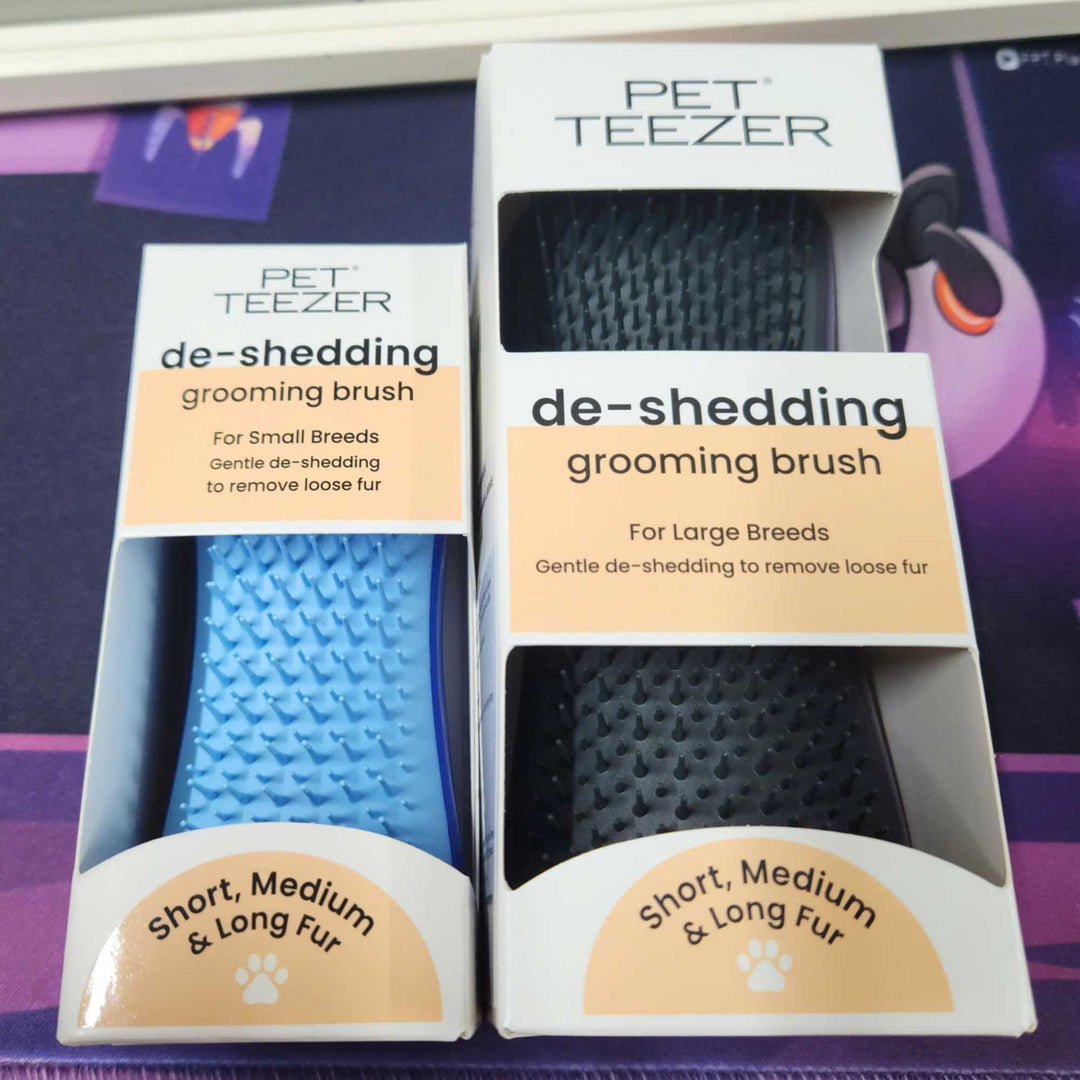 PET®
TEEZER
de-shedding
grooming brush
For Small Breeds
Gentle de-shedding
to remove loose fur
Short, Medium
& Long Fur
PET®
TEEZER
de-shedding
grooming brush
For Large Breeds
Gentle de-shedding to remove loose fur
Short, Medium
& Long Fur